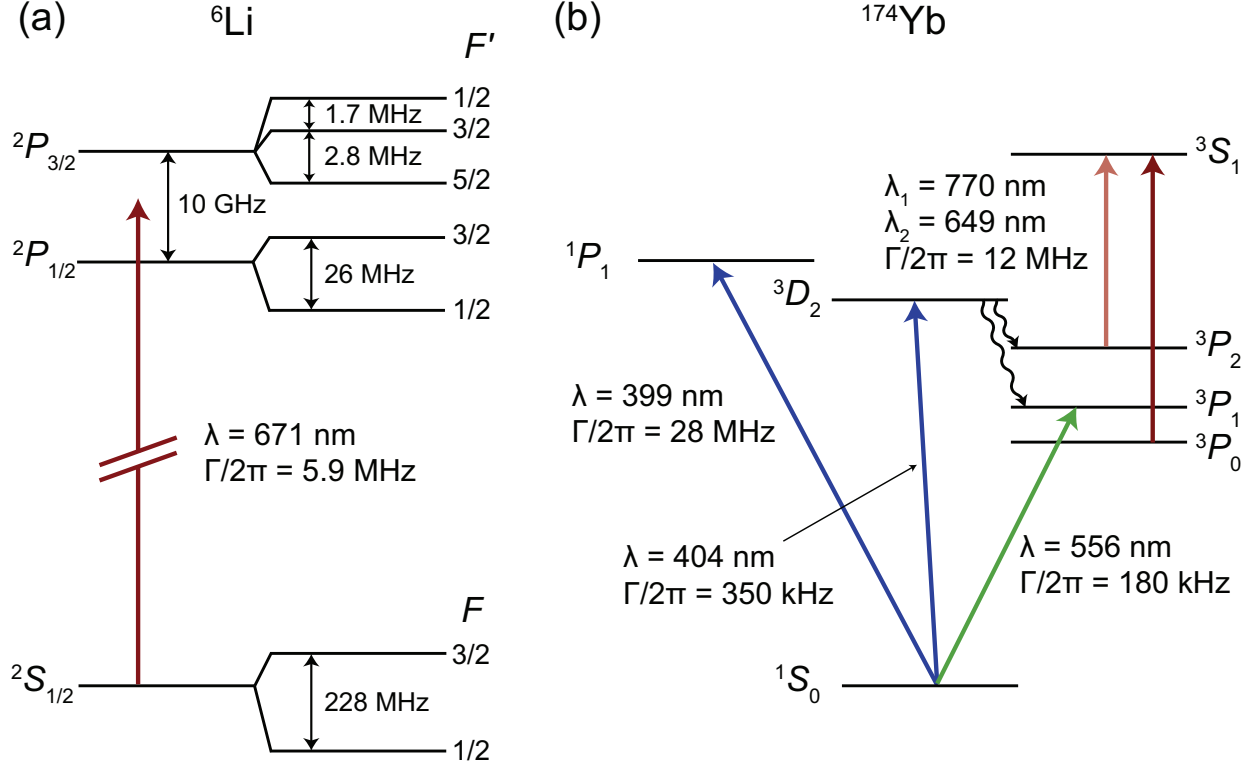 (a)
⁶Li
F'
1/2
1.7 MHz
3/2
²P₃/₂
2.8 MHz
5/2
10 GHz
3/2
²P₁/₂
26 MHz
1/2
λ = 671 nm
Γ/2π = 5.9 MHz
F
3/2
²S₁/₂
228 MHz
1/2
(b)
¹⁷⁴Yb
³S₁
λ₁ = 770 nm
λ₂ = 649 nm
Γ/2π = 12 MHz
¹P₁
³D₂
³P₂
³P₁
³P₀
λ = 399 nm
Γ/2π = 28 MHz
λ = 404 nm
Γ/2π = 350 kHz
λ = 556 nm
Γ/2π = 180 kHz
¹S₀